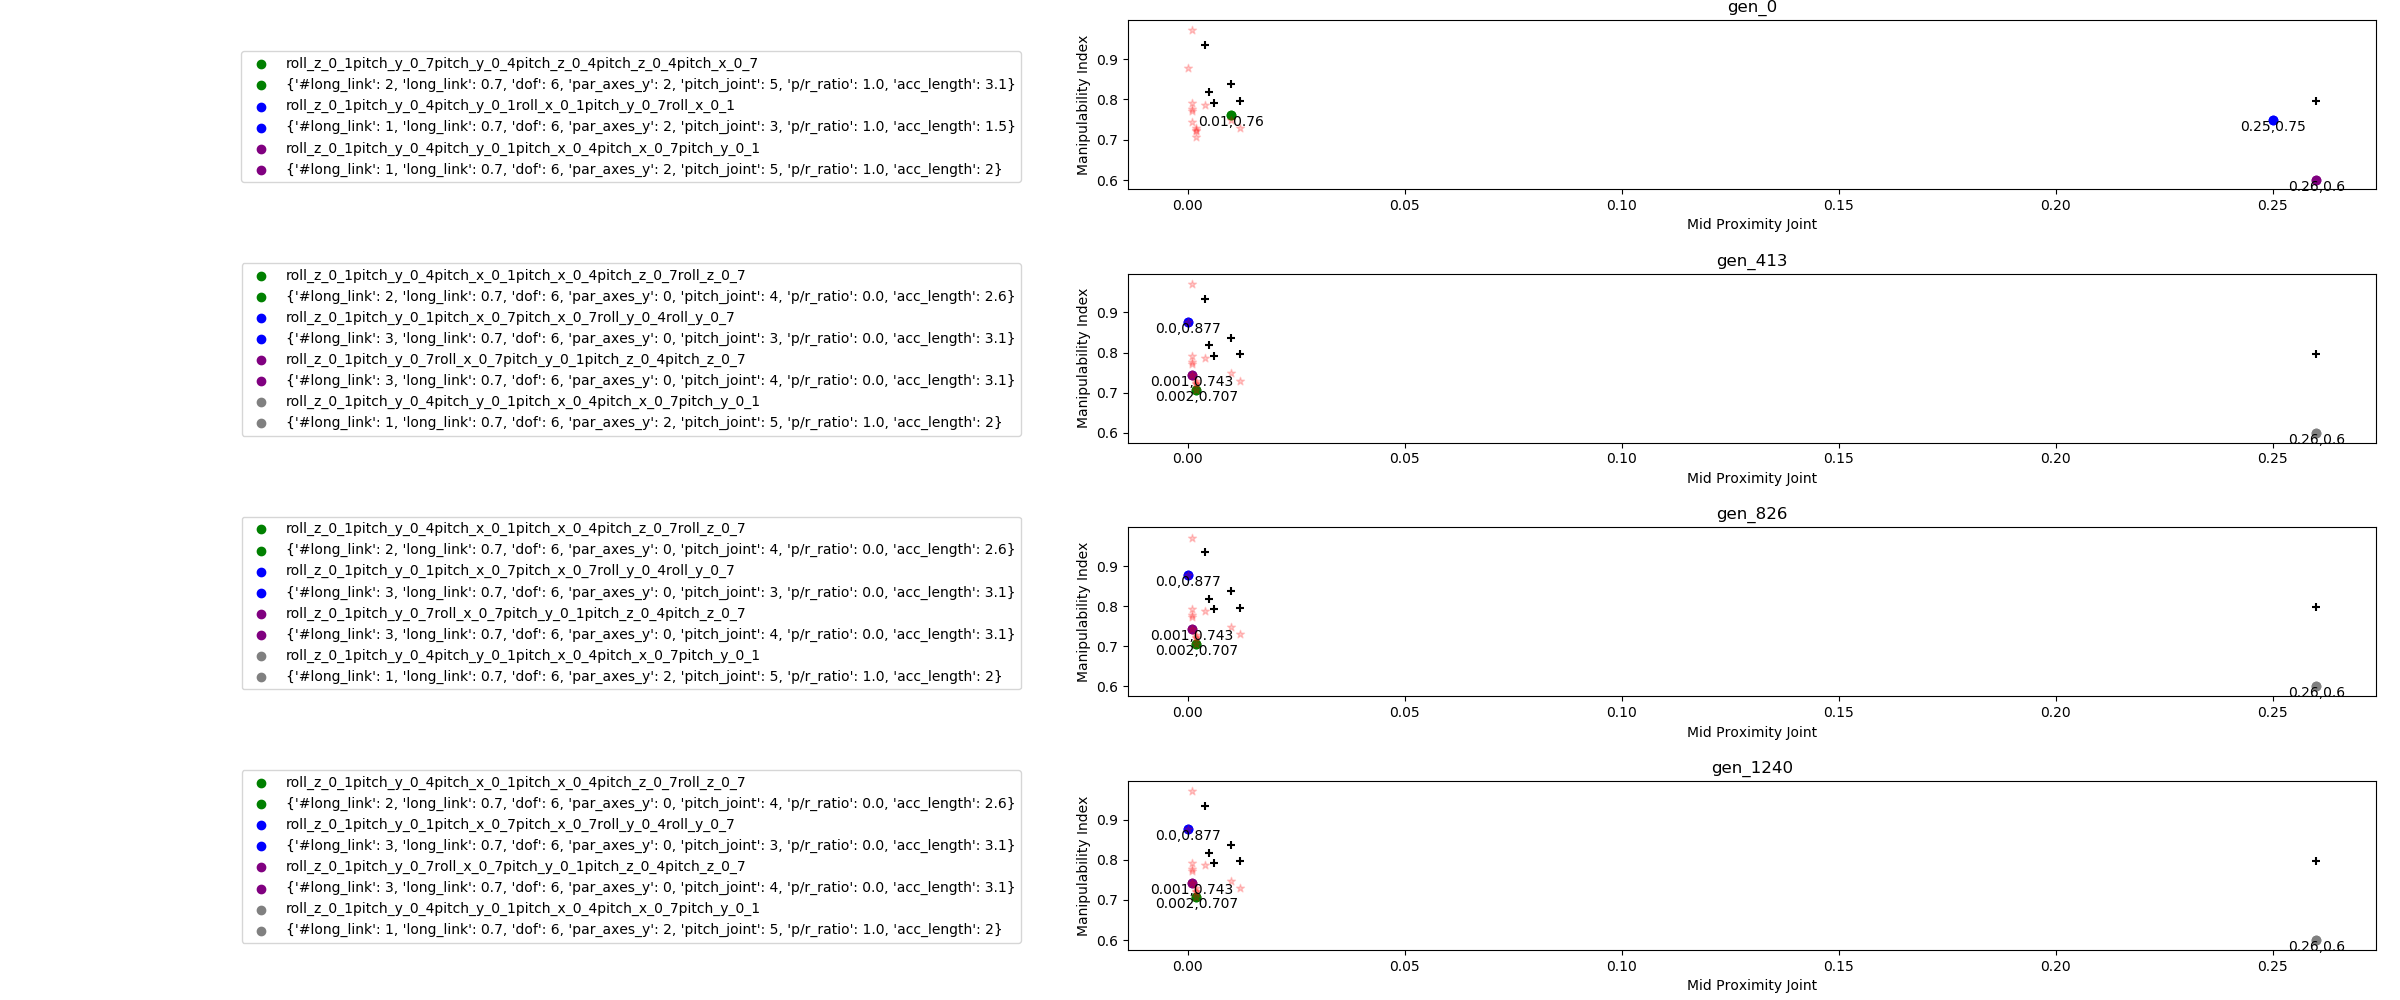 gen_0
roll_z_0_1pitch_y_0_7pitch_y_0_4pitch_z_0_4pitch_z_0_4pitch_x_0_7
{'#long_link': 2, 'long_link': 0.7, 'dof': 6, 'par_axes_y': 2, 'pitch_joint': 5, 'p/r_ratio': 1.0, 'acc_length': 3.1}
roll_z_0_1pitch_y_0_4pitch_y_0_1roll_x_0_1pitch_y_0_7roll_x_0_1
{'#long_link': 1, 'long_link': 0.7, 'dof': 6, 'par_axes_y': 2, 'pitch_joint': 3, 'p/r_ratio': 1.0, 'acc_length': 1.5}
roll_z_0_1pitch_y_0_4pitch_y_0_1pitch_x_0_4pitch_x_0_7pitch_y_0_1
{'#long_link': 1, 'long_link': 0.7, 'dof': 6, 'par_axes_y': 2, 'pitch_joint': 5, 'p/r_ratio': 1.0, 'acc_length': 2}
Manipulability Index
0.9
0.8
0.7
0.6
0.01,0.76
0.25,0.75
0.26,0.6
0.00 0.05 0.10 0.15 0.20 0.25
Mid Proximity Joint
gen_413
roll_z_0_1pitch_y_0_4pitch_x_0_1pitch_x_0_4pitch_z_0_7roll_z_0_7
{'#long_link': 2, 'long_link': 0.7, 'dof': 6, 'par_axes_y': 0, 'pitch_joint': 4, 'p/r_ratio': 0.0, 'acc_length': 2.6}
roll_z_0_1pitch_y_0_1pitch_x_0_7pitch_x_0_7roll_y_0_4roll_y_0_7
{'#long_link': 3, 'long_link': 0.7, 'dof': 6, 'par_axes_y': 0, 'pitch_joint': 3, 'p/r_ratio': 0.0, 'acc_length': 3.1}
roll_z_0_1pitch_y_0_7roll_x_0_7pitch_y_0_1pitch_z_0_4pitch_z_0_7
{'#long_link': 3, 'long_link': 0.7, 'dof': 6, 'par_axes_y': 0, 'pitch_joint': 4, 'p/r_ratio': 0.0, 'acc_length': 3.1}
roll_z_0_1pitch_y_0_4pitch_y_0_1pitch_x_0_4pitch_x_0_7pitch_y_0_1
{'#long_link': 1, 'long_link': 0.7, 'dof': 6, 'par_axes_y': 2, 'pitch_joint': 5, 'p/r_ratio': 1.0, 'acc_length': 2}
Manipulability Index
0.9
0.8
0.7
0.6
0.0,0.877
0.001,0.743
0.002,0.707
0.26,0.6
0.00 0.05 0.10 0.15 0.20 0.25
Mid Proximity Joint
gen_826
roll_z_0_1pitch_y_0_4pitch_x_0_1pitch_x_0_4pitch_z_0_7roll_z_0_7
{'#long_link': 2, 'long_link': 0.7, 'dof': 6, 'par_axes_y': 0, 'pitch_joint': 4, 'p/r_ratio': 0.0, 'acc_length': 2.6}
roll_z_0_1pitch_y_0_1pitch_x_0_7pitch_x_0_7roll_y_0_4roll_y_0_7
{'#long_link': 3, 'long_link': 0.7, 'dof': 6, 'par_axes_y': 0, 'pitch_joint': 3, 'p/r_ratio': 0.0, 'acc_length': 3.1}
roll_z_0_1pitch_y_0_7roll_x_0_7pitch_y_0_1pitch_z_0_4pitch_z_0_7
{'#long_link': 3, 'long_link': 0.7, 'dof': 6, 'par_axes_y': 0, 'pitch_joint': 4, 'p/r_ratio': 0.0, 'acc_length': 3.1}
roll_z_0_1pitch_y_0_4pitch_y_0_1pitch_x_0_4pitch_x_0_7pitch_y_0_1
{'#long_link': 1, 'long_link': 0.7, 'dof': 6, 'par_axes_y': 2, 'pitch_joint': 5, 'p/r_ratio': 1.0, 'acc_length': 2}
Manipulability Index
0.9
0.8
0.7
0.6
0.0,0.877
0.001,0.743
0.002,0.707
0.26,0.6
0.00 0.05 0.10 0.15 0.20 0.25
Mid Proximity Joint
gen_1240
roll_z_0_1pitch_y_0_4pitch_x_0_1pitch_x_0_4pitch_z_0_7roll_z_0_7
{'#long_link': 2, 'long_link': 0.7, 'dof': 6, 'par_axes_y': 0, 'pitch_joint': 4, 'p/r_ratio': 0.0, 'acc_length': 2.6}
roll_z_0_1pitch_y_0_1pitch_x_0_7pitch_x_0_7roll_y_0_4roll_y_0_7
{'#long_link': 3, 'long_link': 0.7, 'dof': 6, 'par_axes_y': 0, 'pitch_joint': 3, 'p/r_ratio': 0.0, 'acc_length': 3.1}
roll_z_0_1pitch_y_0_7roll_x_0_7pitch_y_0_1pitch_z_0_4pitch_z_0_7
{'#long_link': 3, 'long_link': 0.7, 'dof': 6, 'par_axes_y': 0, 'pitch_joint': 4, 'p/r_ratio': 0.0, 'acc_length': 3.1}
roll_z_0_1pitch_y_0_4pitch_y_0_1pitch_x_0_4pitch_x_0_7pitch_y_0_1
{'#long_link': 1, 'long_link': 0.7, 'dof': 6, 'par_axes_y': 2, 'pitch_joint': 5, 'p/r_ratio': 1.0, 'acc_length': 2}
Manipulability Index
0.9
0.8
0.7
0.6
0.0,0.877
0.001,0.743
0.002,0.707
0.26,0.6
0.00 0.05 0.10 0.15 0.20 0.25
Mid Proximity Joint